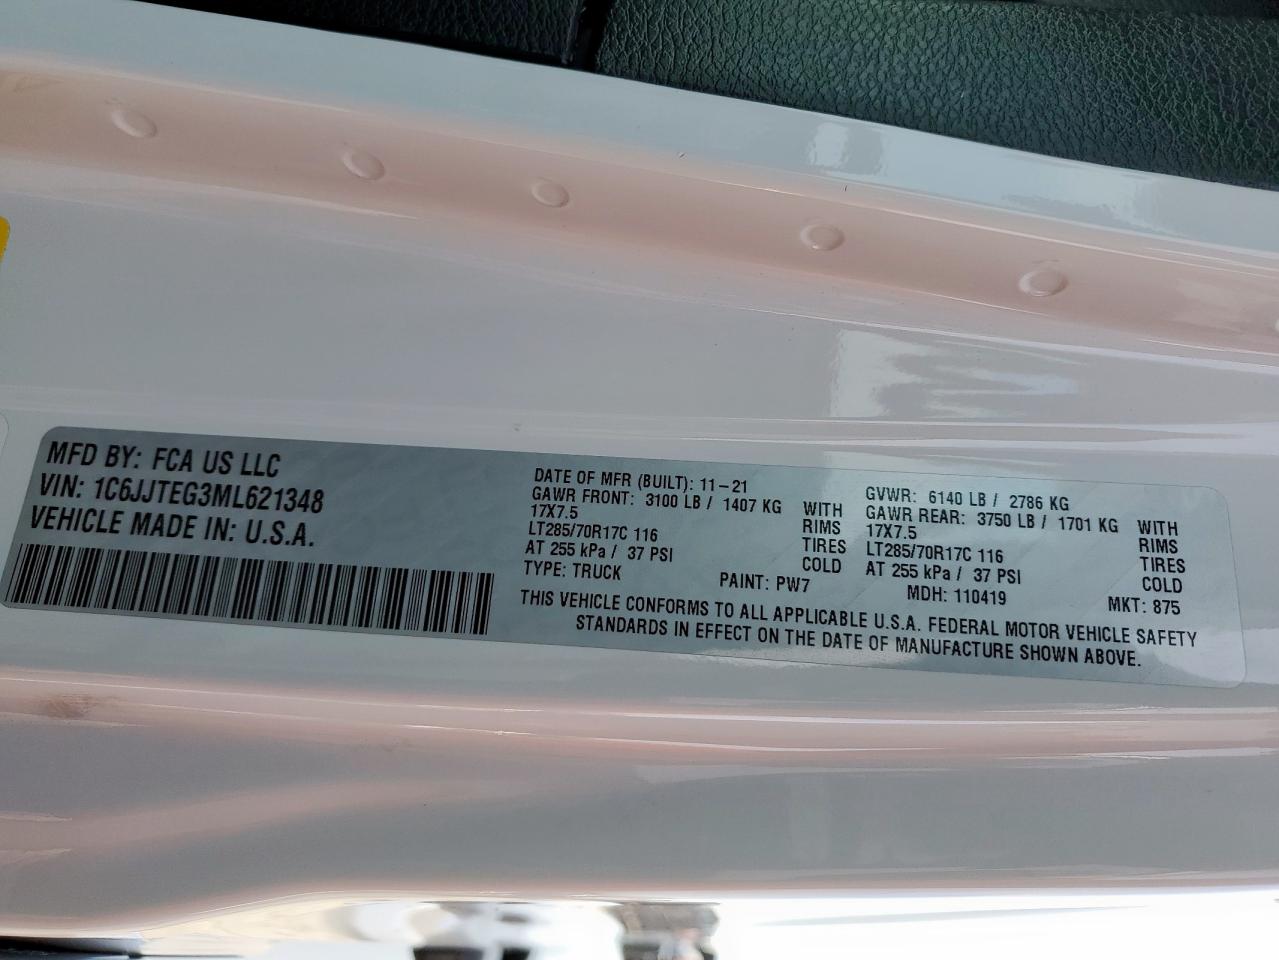 MFD BY: FCA US LLC
VIN: 1C6JJTEG3ML621348
VEHICLE MADE IN: U.S.A.
DATE OF MFR (BUILT): 11-21
GAWR FRONT: 3100 LB / 1407 KG WITH
17X7.5 RIMS
LT285/70R17C 116 TIRES
AT 255 kPa / 37 PSI COLD
TYPE: TRUCK PAINT: PW7
GVWR: 6140 LB / 2786 KG
GAWR REAR: 3750 LB / 1701 KG WITH
17X7.5 RIMS
LT285/70R17C 116 TIRES
AT 255 kPa / 37 PSI COLD
MDH: 110419 MKT: 875
THIS VEHICLE CONFORMS TO ALL APPLICABLE U.S.A. FEDERAL MOTOR VEHICLE SAFETY
STANDARDS IN EFFECT ON THE DATE OF MANUFACTURE SHOWN ABOVE.